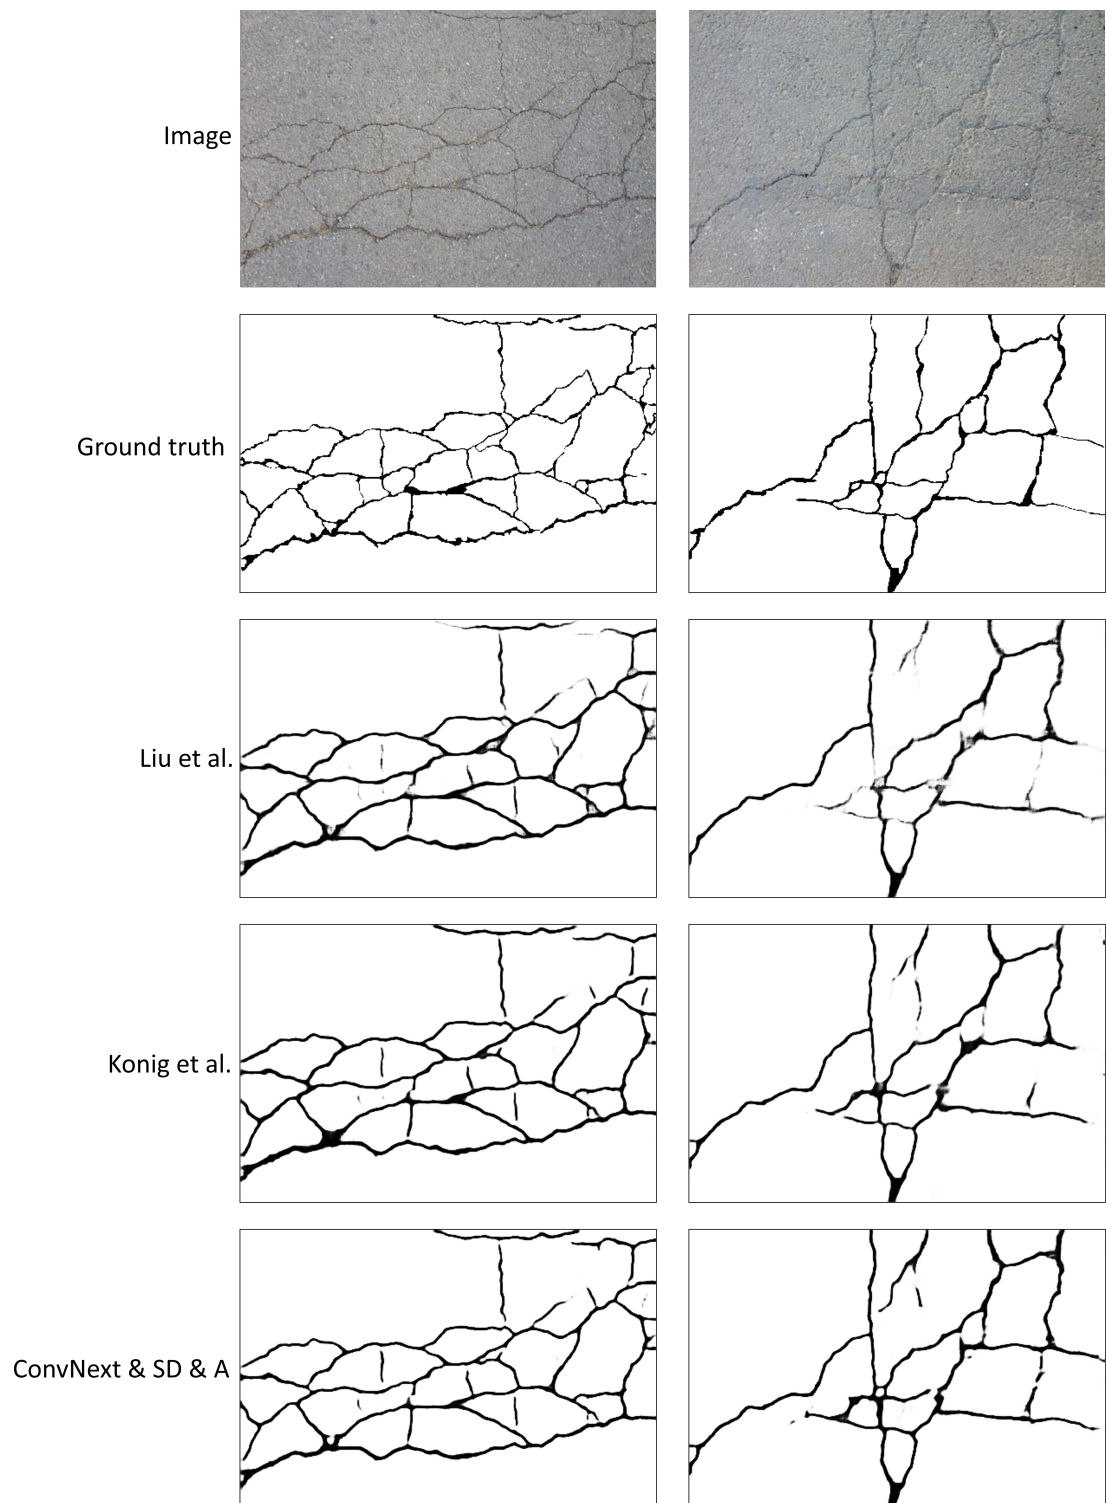 Image
Ground truth
Liu et al.
Konig et al.
ConvNext & SD & A